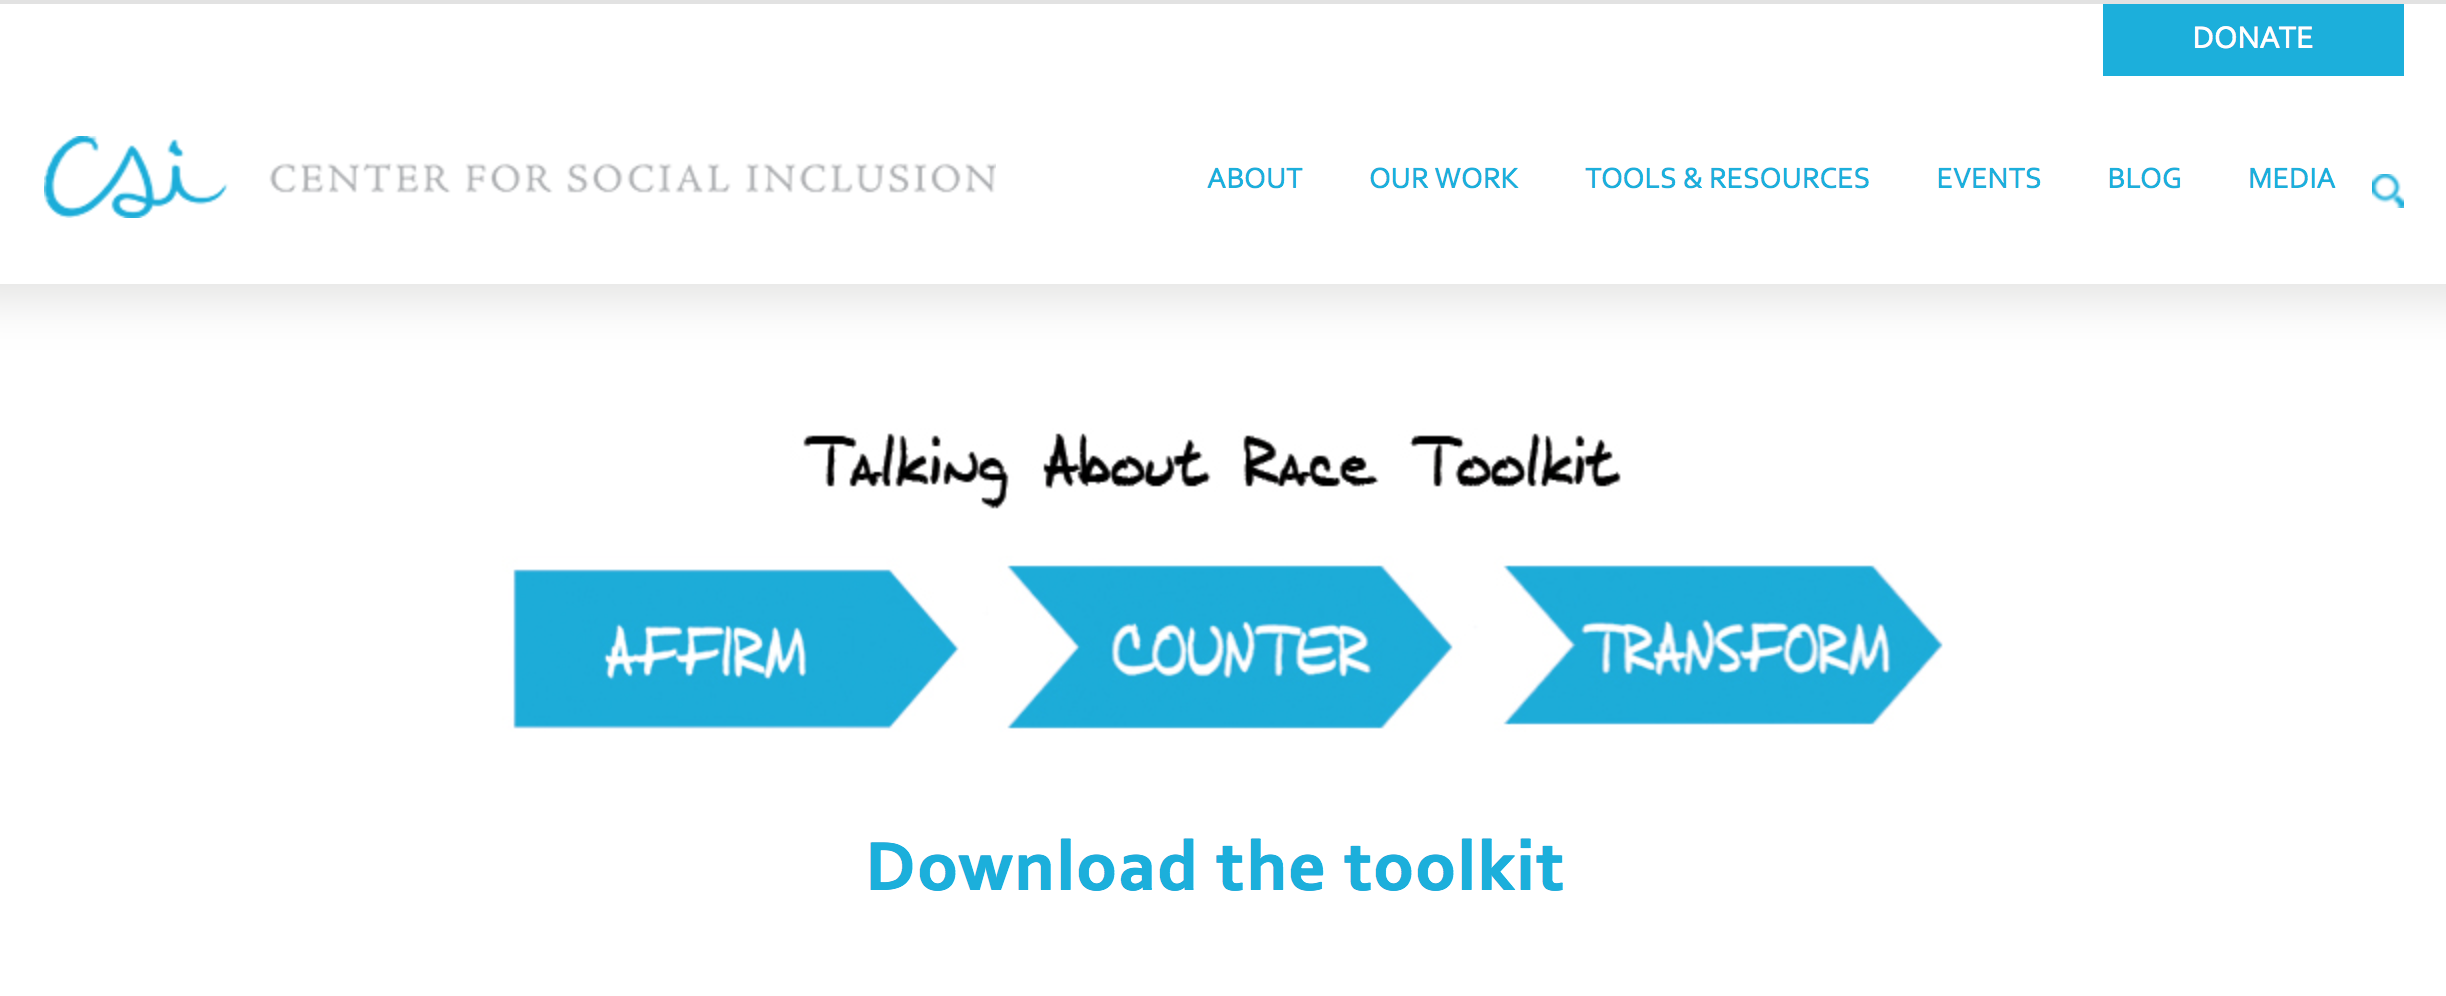 DONATE
csi CENTER FOR SOCIAL INCLUSION ABOUT OUR WORK TOOLS & RESOURCES EVENTS BLOG MEDIA
Talking About Race Toolkit
AFFIRM COUNTER TRANSFORM
Download the toolkit